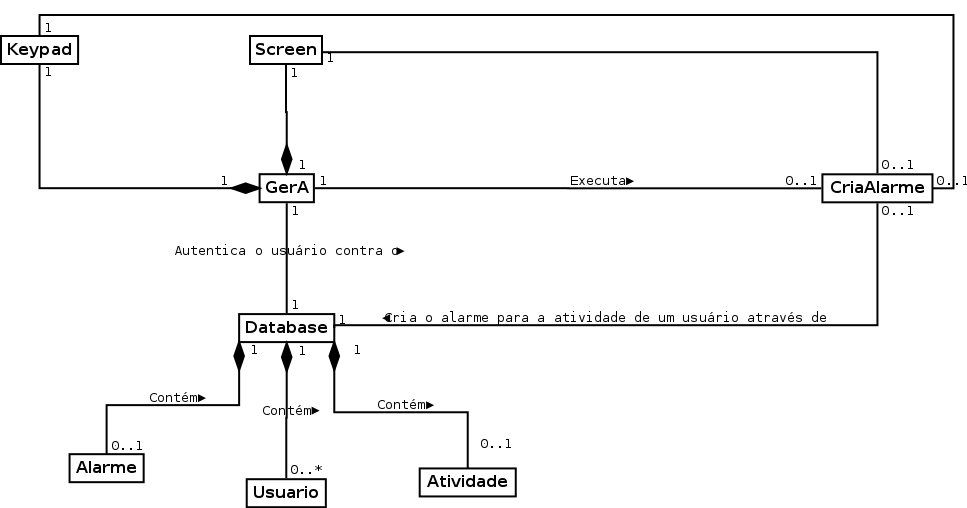 1
Keypad
Screen
1
1
1
1
0..1
1
GerA
1
Executa►
0..1
CriaAlarme
0..1
1
0..1
Autentica o usuário contra o►
1
Database
1
◄Cria o alarme para a atividade de um usuário através de
1
1
1
Contém►
Contém►
Contém►
0..1
0..1
Alarme
0..*
Atividade
Usuario